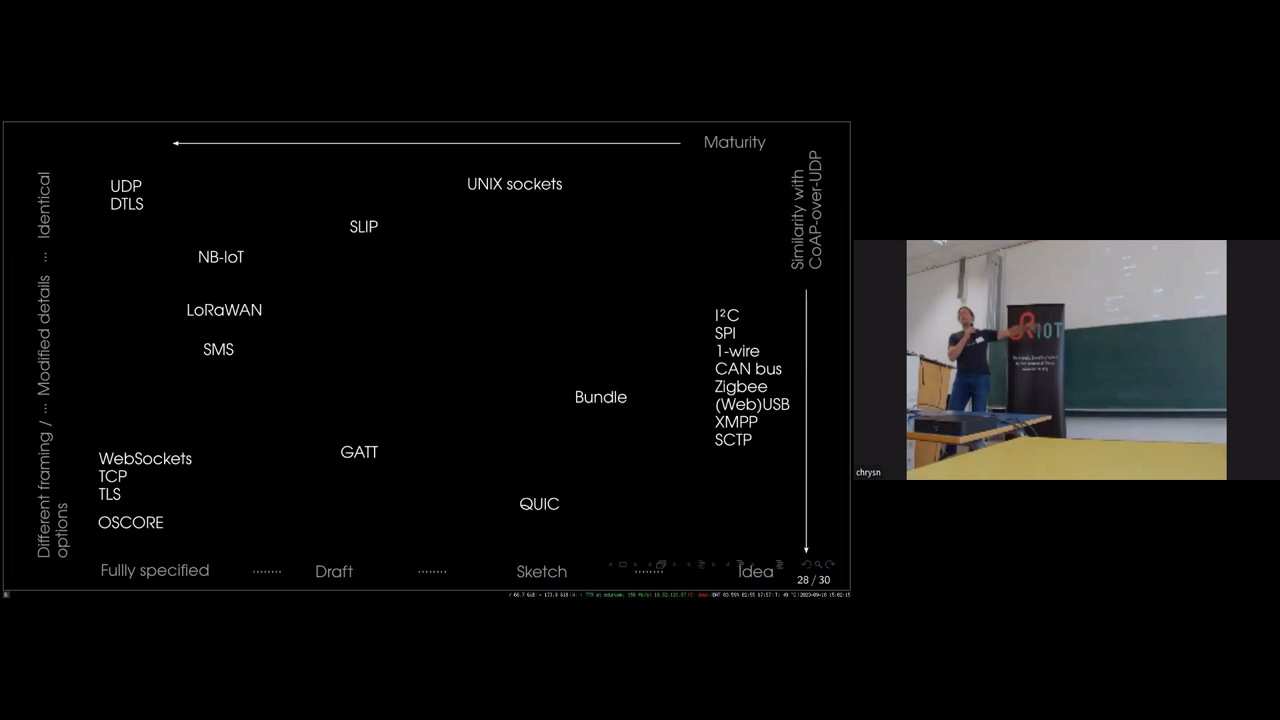 Maturity
Similarity with
CoAP-over-UDP
Identical
...
Modified details
...
Different framing /
options
UDP
DTLS
UNIX sockets
SLIP
NB-IoT
LoRaWAN
SMS
I²C
SPI
1-wire
CAN bus
Zigbee
(Web)USB
XMPP
SCTP
Bundle
GATT
WebSockets
TCP
TLS
QUIC
OSCORE
Fullly specified ....... Draft ....... Sketch ....... Idea
28 / 30
RIOT
chrysn